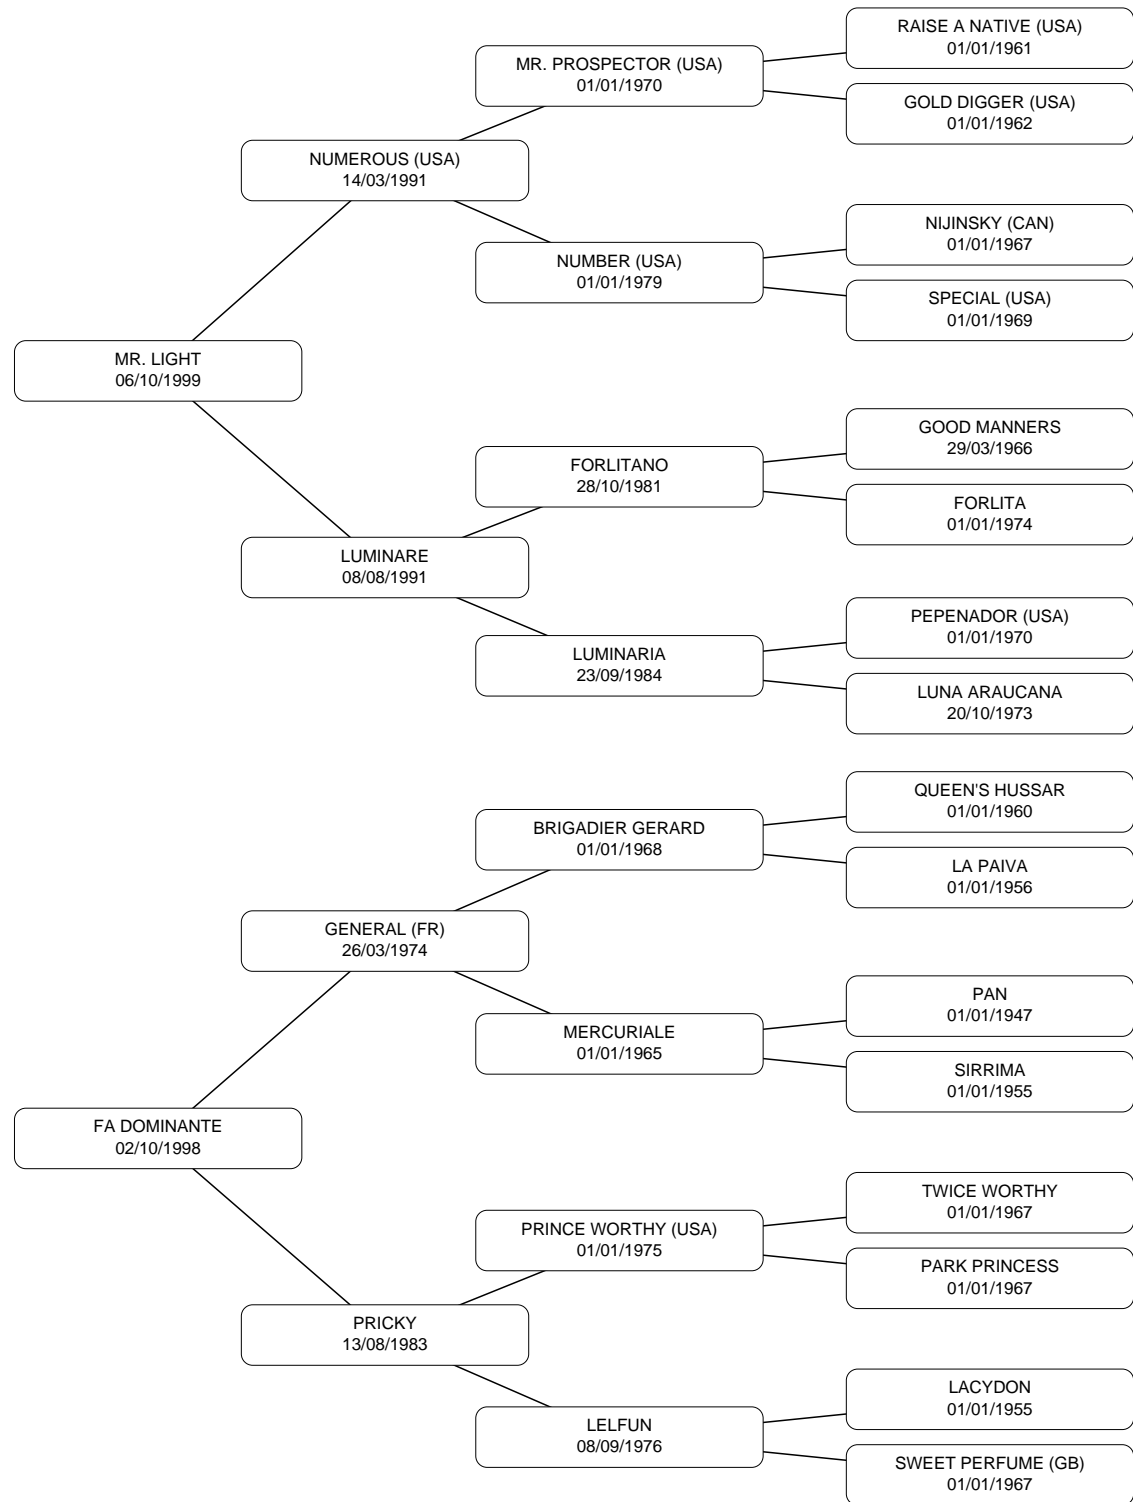 RAISE A NATIVE (USA)
01/01/1961
MR. PROSPECTOR (USA)
01/01/1970
GOLD DIGGER (USA)
01/01/1962
NUMEROUS (USA)
14/03/1991
NIJINSKY (CAN)
01/01/1967
NUMBER (USA)
01/01/1979
SPECIAL (USA)
01/01/1969
MR. LIGHT
06/10/1999
GOOD MANNERS
29/03/1966
FORLITANO
28/10/1981
FORLITA
01/01/1974
LUMINARE
08/08/1991
PEPENADOR (USA)
01/01/1970
LUMINARIA
23/09/1984
LUNA ARAUCANA
20/10/1973
QUEEN'S HUSSAR
01/01/1960
BRIGADIER GERARD
01/01/1968
LA PAIVA
01/01/1956
GENERAL (FR)
26/03/1974
PAN
01/01/1947
MERCURIALE
01/01/1965
SIRRIMA
01/01/1955
FA DOMINANTE
02/10/1998
TWICE WORTHY
01/01/1967
PRINCE WORTHY (USA)
01/01/1975
PARK PRINCESS
01/01/1967
PRICKY
13/08/1983
LACYDON
01/01/1955
LELFUN
08/09/1976
SWEET PERFUME (GB)
01/01/1967